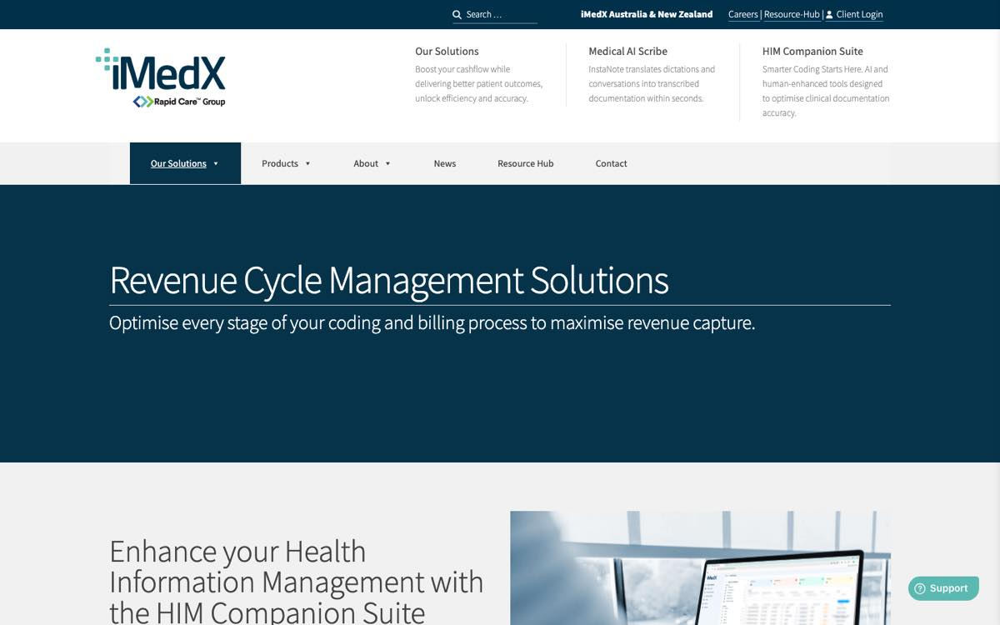 Search …
iMedX Australia & New Zealand
Careers | Resource-Hub | Client Login
iMedX
Rapid Care™ Group
Our Solutions
Boost your cashflow while
delivering better patient outcomes,
unlock efficiency and accuracy.
Medical AI Scribe
InstaNote translates dictations and
conversations into transcribed
documentation within seconds.
HIM Companion Suite
Smarter Coding Starts Here. AI and
human-enhanced tools designed
to optimise clinical documentation
accuracy.
Our Solutions
Products
About
News
Resource Hub
Contact
Revenue Cycle Management Solutions
Optimise every stage of your coding and billing process to maximise revenue capture.
Enhance your Health
Information Management with
the HIM Companion Suite
iMedX
Support